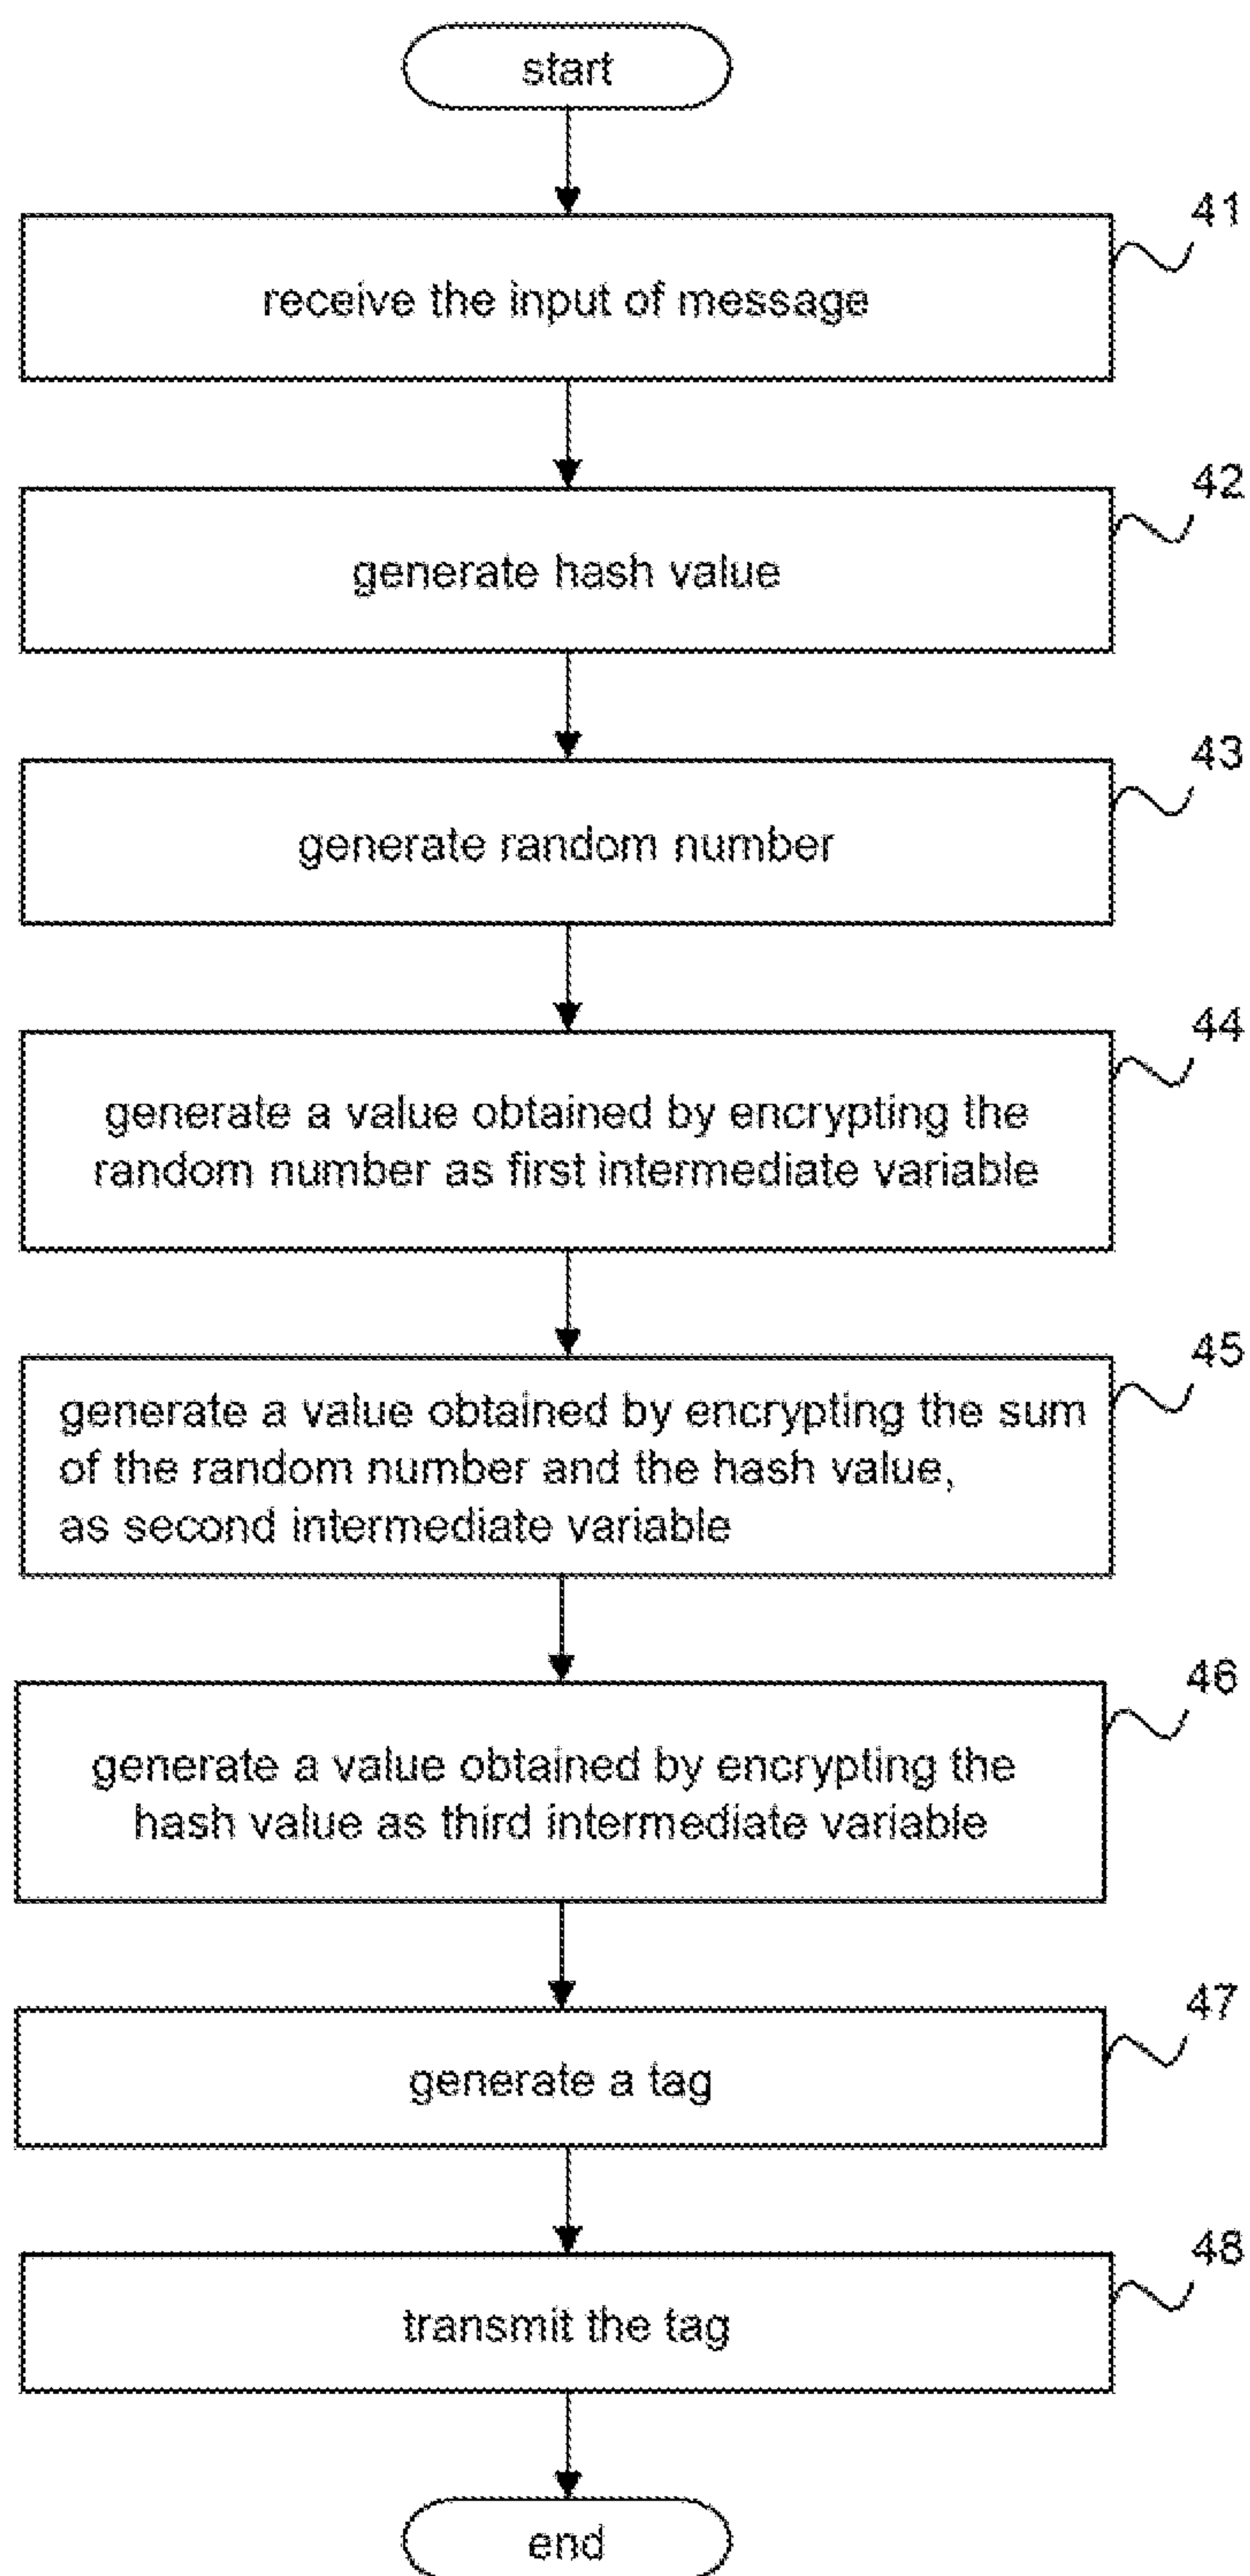 start
41
receive the input of message
42
generate hash value
43
generate random number
44
generate a value obtained by encrypting the
random number as first intermediate variable
45
generate a value obtained by encrypting the sum
of the random number and the hash value,
as second intermediate variable
46
generate a value obtained by encrypting the
hash value as third intermediate variable
47
generate a tag
48
transmit the tag
end